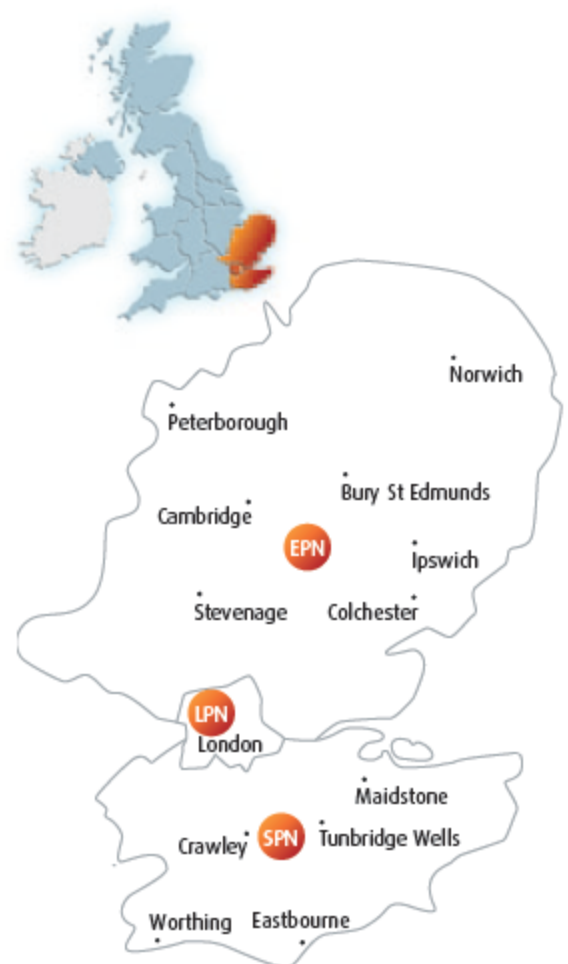 Norwich
Peterborough
Bury St Edmunds
Cambridge
EPN
Ipswich
Stevenage
Colchester
LPN
London
Maidstone
Crawley
SPN
Tunbridge Wells
Worthing
Eastbourne